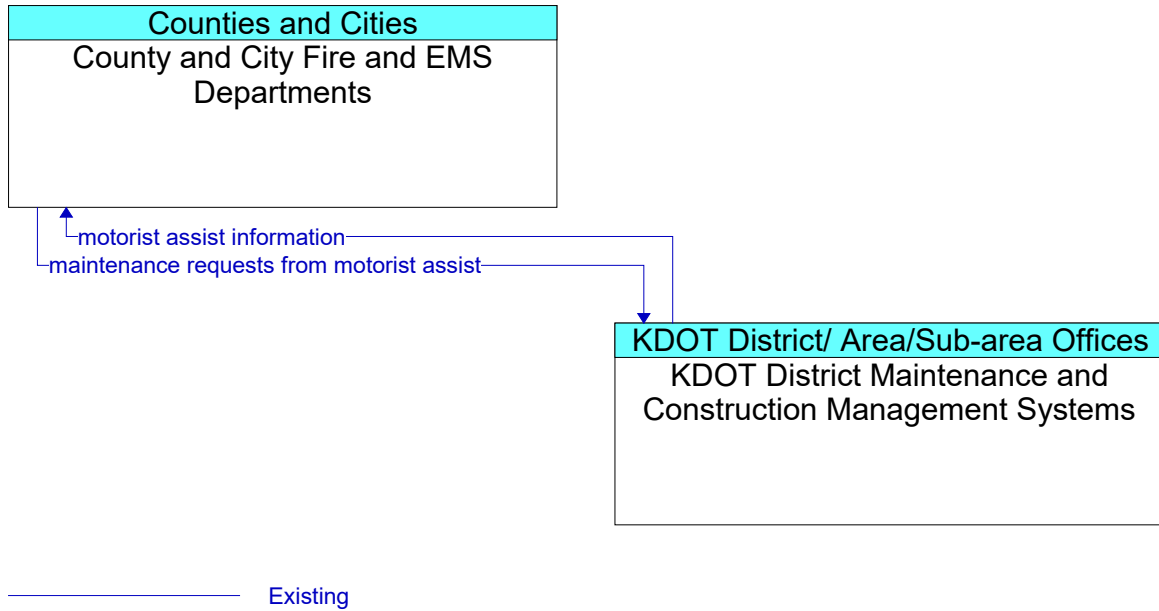 Counties and Cities
County and City Fire and EMS
Departments
motorist assist information
maintenance requests from motorist assist
KDOT District/ Area/Sub-area Offices
KDOT District Maintenance and
Construction Management Systems
Existing